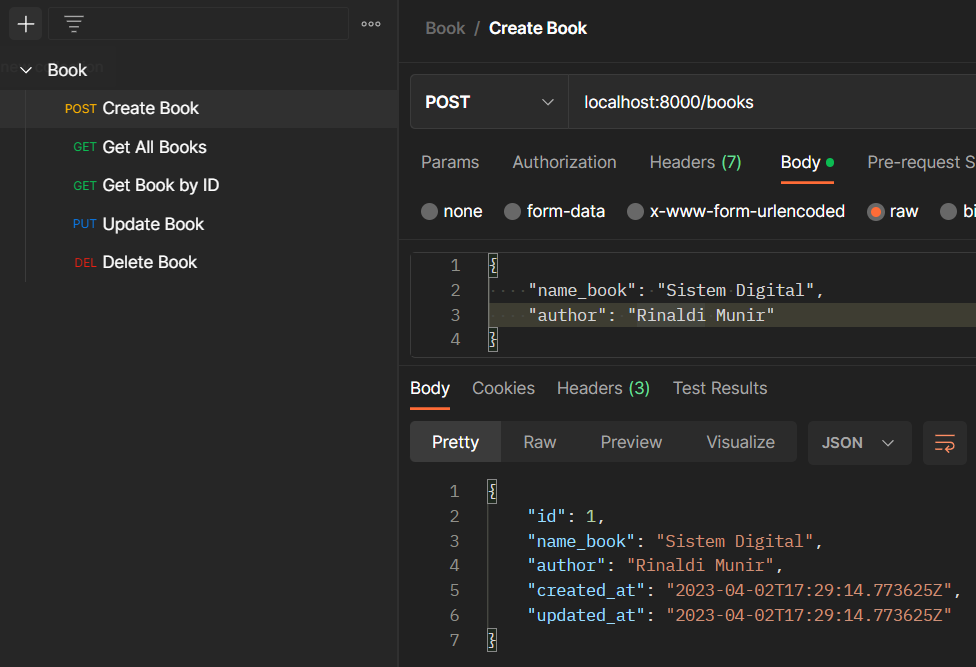 Book
POST Create Book
GET Get All Books
GET Get Book by ID
PUT Update Book
DEL Delete Book
Book / Create Book
POST localhost:8000/books
Params Authorization Headers (7) Body Pre-request S
none form-data x-www-form-urlencoded raw bi
1 {
2 "name_book": "Sistem Digital",
3 "author": "Rinaldi Munir"
4 }
Body Cookies Headers (3) Test Results
Pretty Raw Preview Visualize JSON
1 {
2 "id": 1,
3 "name_book": "Sistem Digital",
4 "author": "Rinaldi Munir",
5 "created_at": "2023-04-02T17:29:14.773625Z",
6 "updated_at": "2023-04-02T17:29:14.773625Z"
7 }